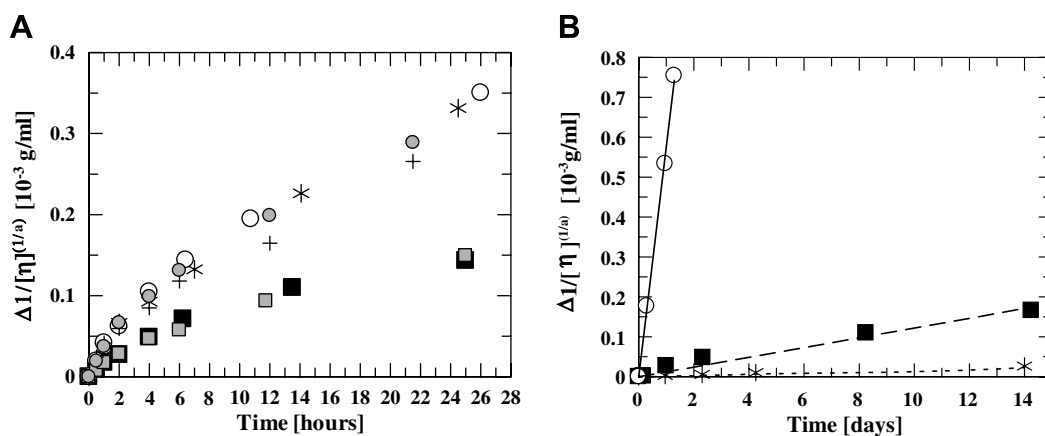 A
Δ1/[η]^(1/a) [10^-3 g/ml]
0.4
0.3
0.2
0.1
0
0 2 4 6 8 10 12 14 16 18 20 22 24 26 28
Time [hours]
B
Δ1/[η]^(1/a) [10^-3g/ml]
0.8
0.7
0.6
0.5
0.4
0.3
0.2
0.1
0
0 2 4 6 8 10 12 14
Time [days]